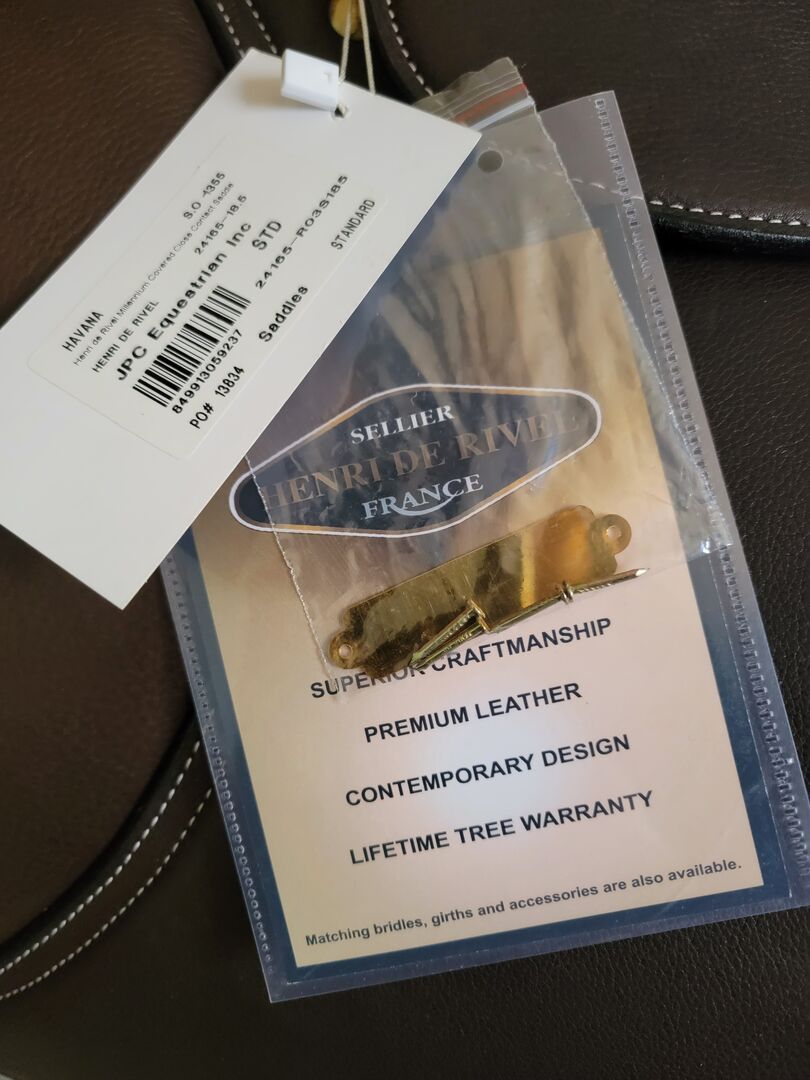 S.O -1355
HAVANA
Henri de Rivel Millennium Covered Close Contact Saddle
HENRI DE RIVEL 24165-18.5
JPC Equestrian Inc STD
849913059237
24165-R03S185
PO# 13834 Saddles STANDARD
SELLIER
HENRI DE RIVEL
FRANCE
SUPERIOR CRAFTMANSHIP
PREMIUM LEATHER
CONTEMPORARY DESIGN
LIFETIME TREE WARRANTY
Matching bridles, girths and accessories are also available.